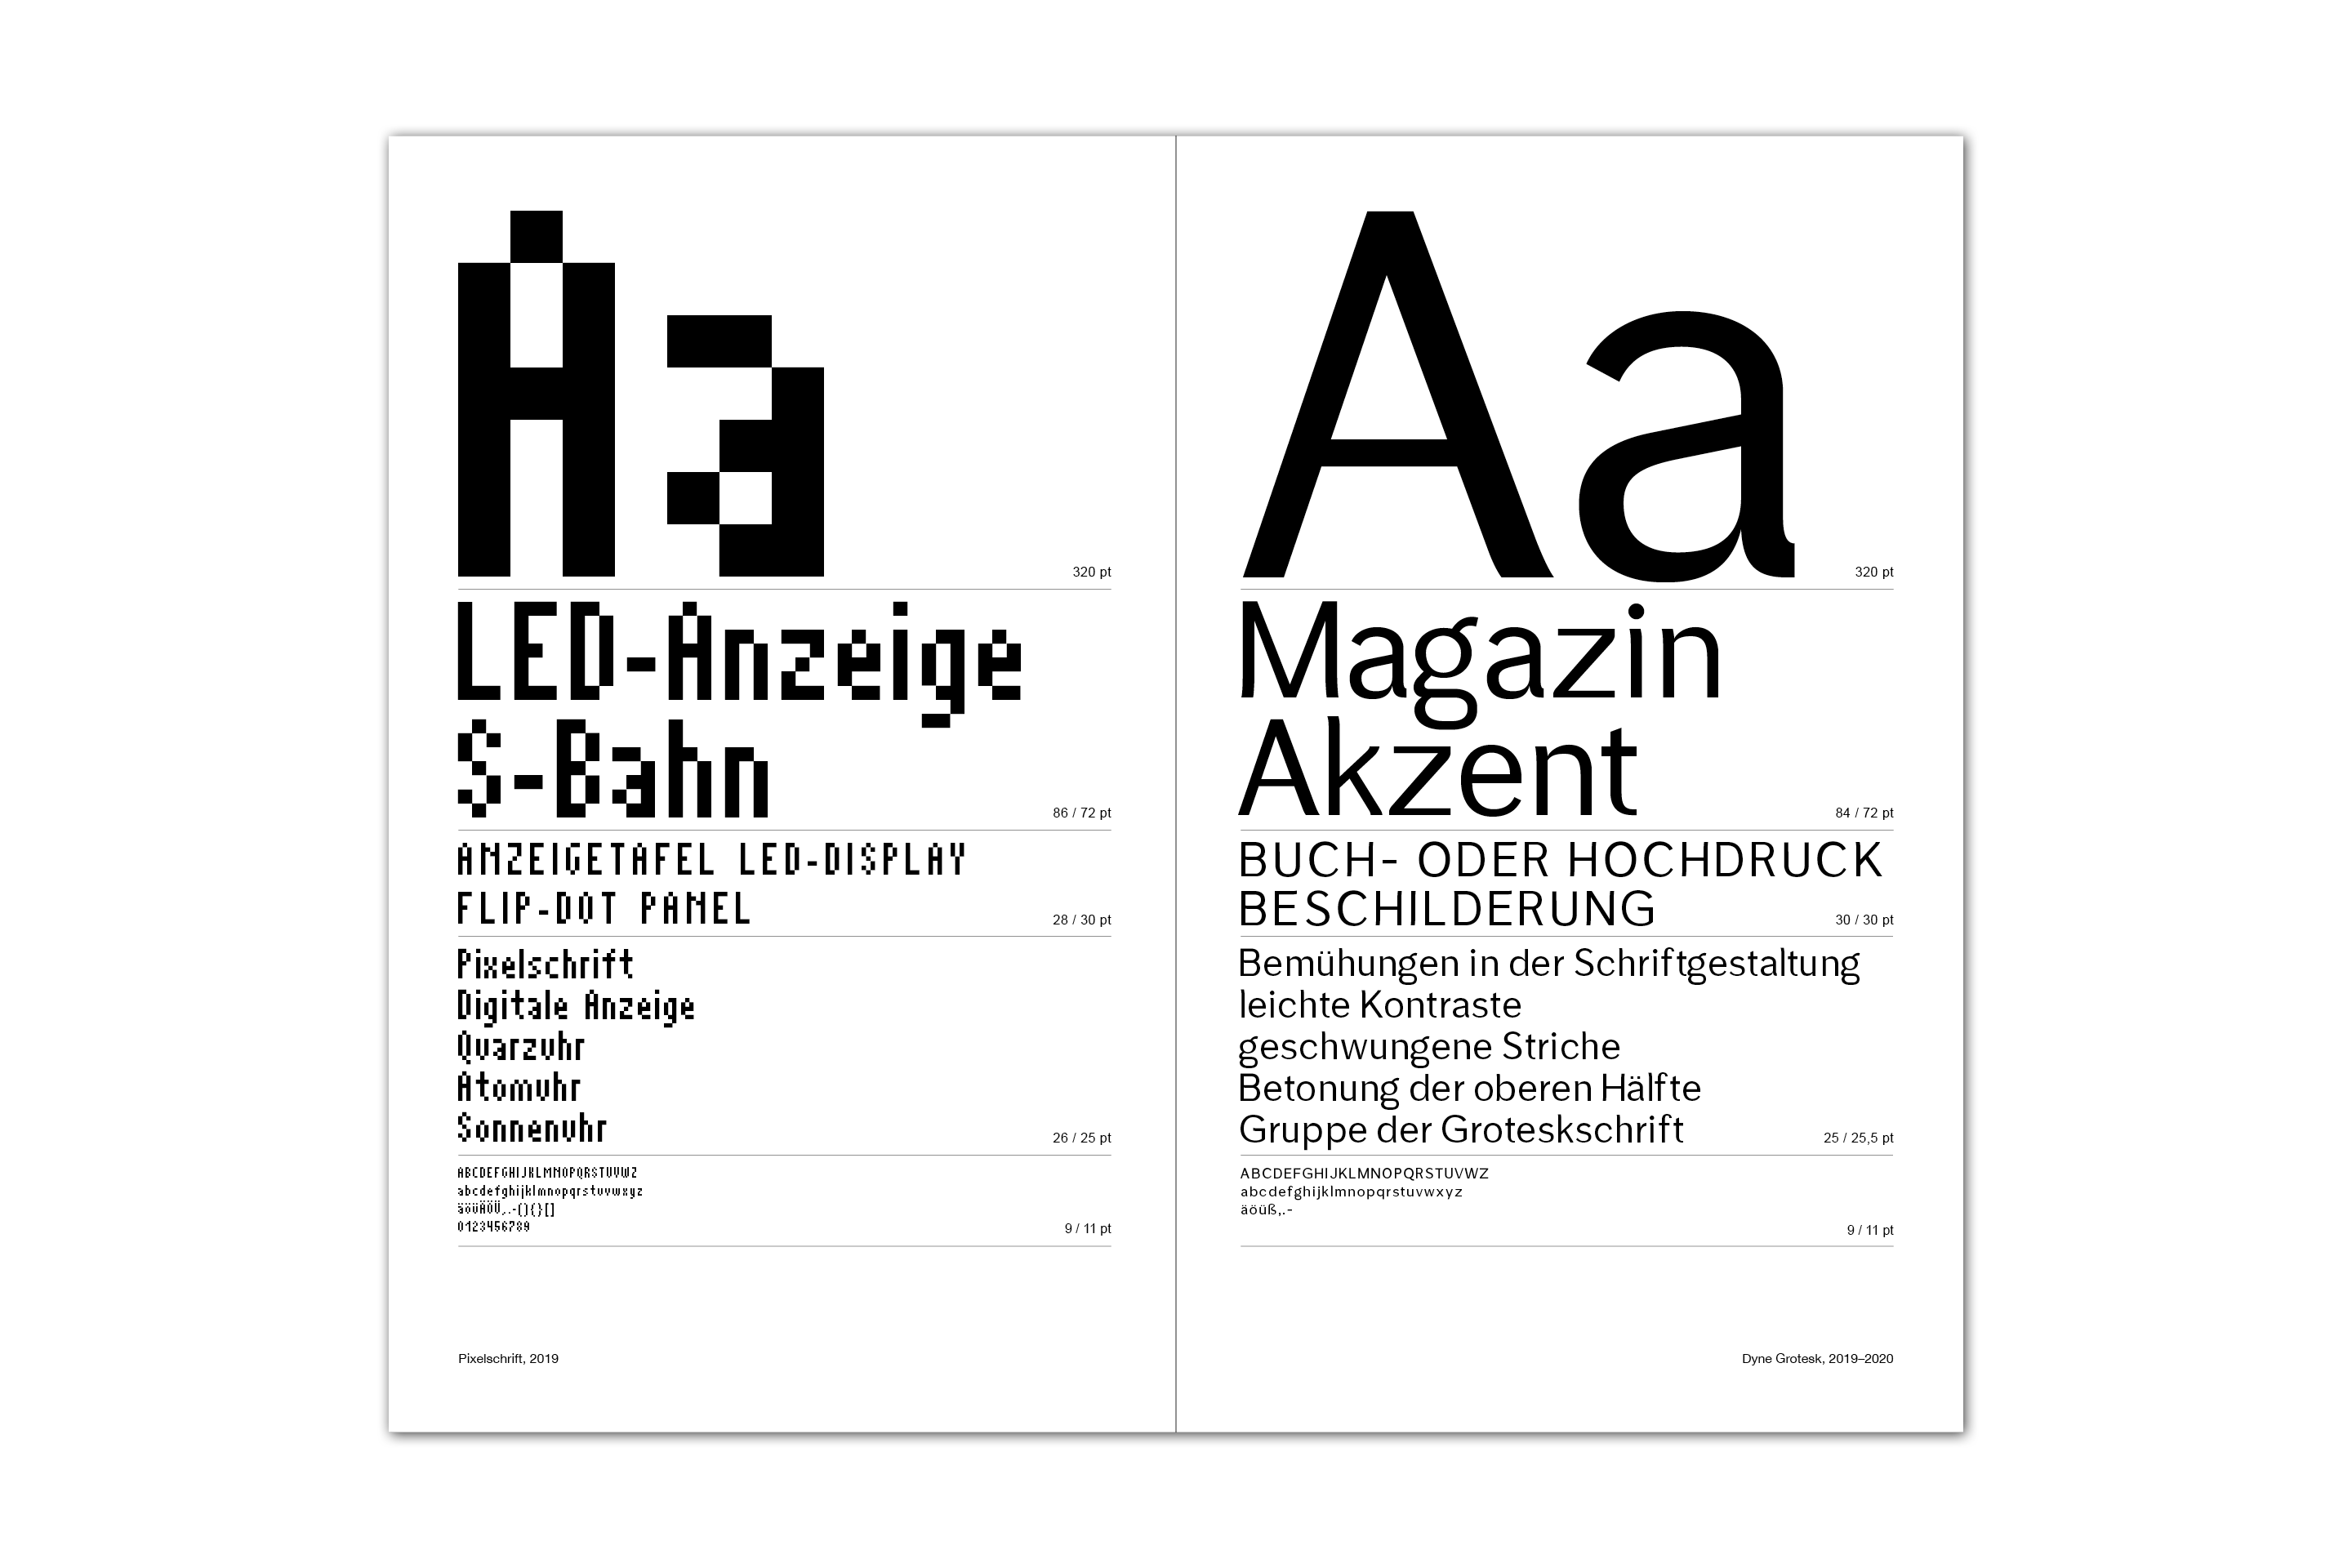 Aa
320 pt
LED-Anzeige
S-Bahn
86 / 72 pt
ANZEIGETAFEL LED-DISPLAY
FLIP-DOT PANEL
28 / 30 pt
Pixelschrift
Digitale Anzeige
Quarzuhr
Atomuhr
Sonnenuhr
26 / 25 pt
ABCDEFGHIJKLMNOPQRSTUVWZ
abcdefghijklmnopqrstuvwxyz
äöüÄÖÜ,.-(){}[]
0123456789
9 / 11 pt
Pixelschrift, 2019
Aa
320 pt
Magazin
Akzent
84 / 72 pt
BUCH- ODER HOCHDRUCK
BESCHILDERUNG
30 / 30 pt
Bemühungen in der Schriftgestaltung
leichte Kontraste
geschwungene Striche
Betonung der oberen Hälfte
Gruppe der Groteskschrift
25 / 25,5 pt
ABCDEFGHIJKLMNOPQRSTUVWZ
abcdefghijklmnopqrstuvwxyz
äöüß,.-
9 / 11 pt
Dyne Grotesk, 2019–2020